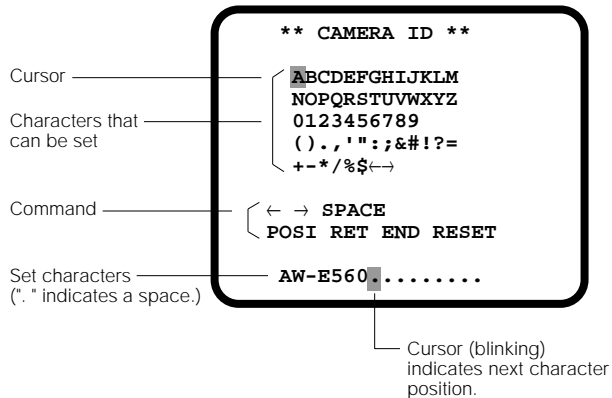 ** CAMERA ID **
Cursor
ABCDEFGHIJKLM
NOPQRSTUVWXYZ
Characters that
can be set
0123456789
().,'":;&#!?=
+-*/%$←→
Command
← → SPACE
POSI RET END RESET
Set characters
(". " indicates a space.)
AW-E560.........
Cursor (blinking)
indicates next character
position.